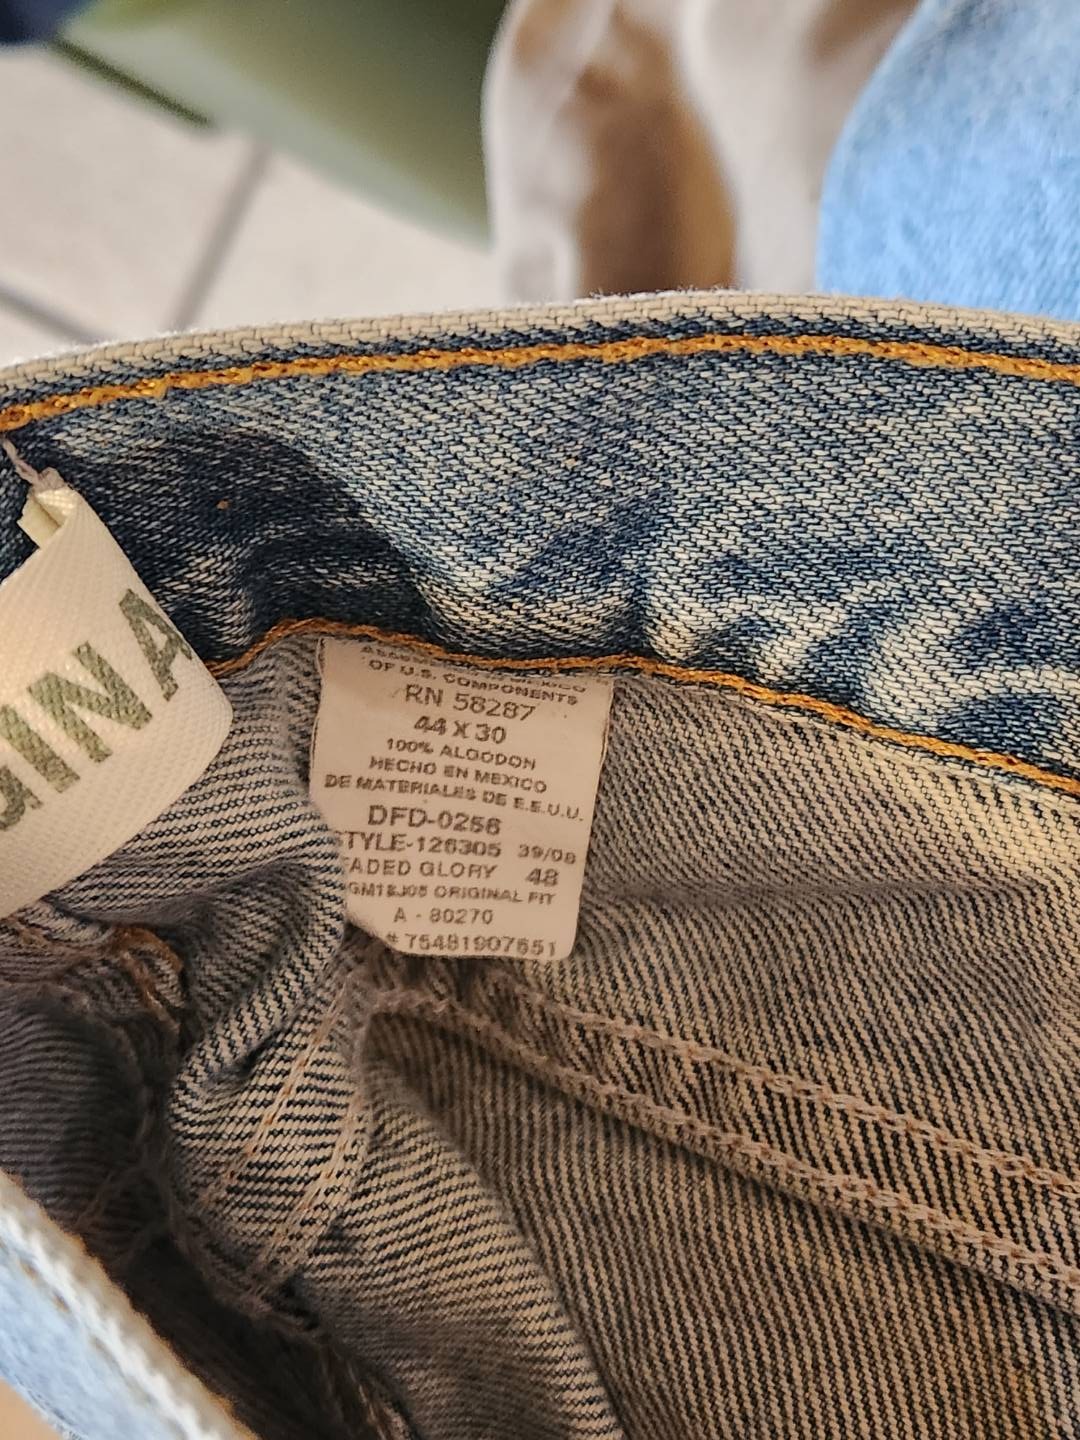 GINA
OF U.S. COMPONENTS
RN 58287
44 X 30
100% ALGODON
HECHO EN MEXICO
DE MATERIALES DE E.E.U.U.
DFD-0256
STYLE-126305 39/08
FADED GLORY 48
GM18J05 ORIGINAL FIT
A - 80270
# 75481907651